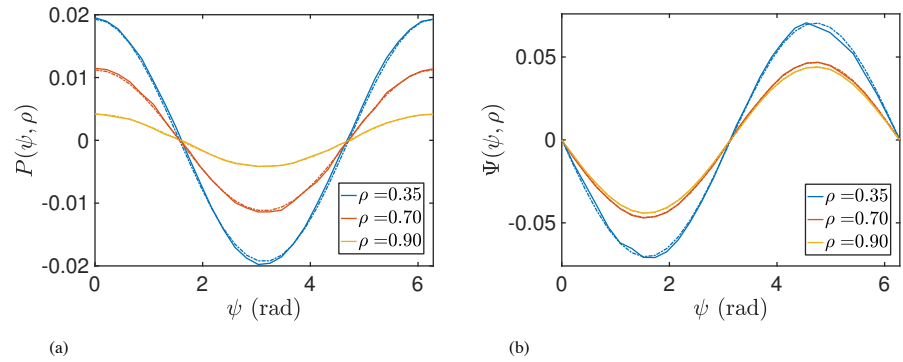 0.02
0.01
0
-0.01
-0.02
P(ψ, ρ)
ρ =0.35
ρ =0.70
ρ =0.90
0 2 4 6
ψ (rad)
(a)
0.05
0
-0.05
Ψ(ψ, ρ)
ρ =0.35
ρ =0.70
ρ =0.90
0 2 4 6
ψ (rad)
(b)